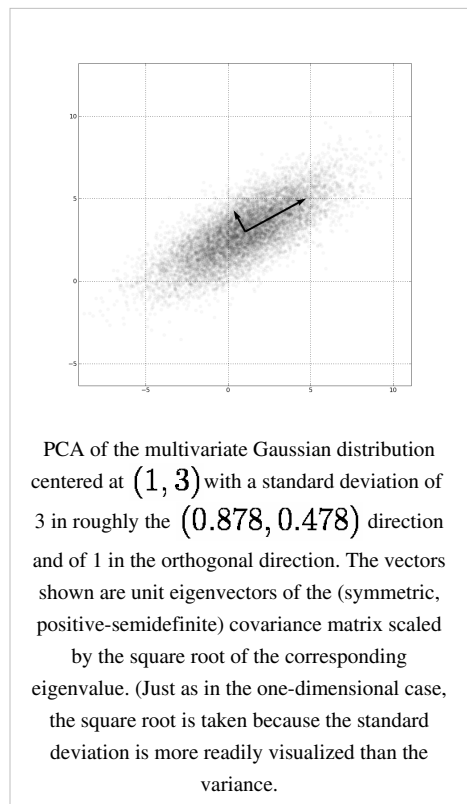 10
5
0
−5
−5
0
5
10
PCA of the multivariate Gaussian distribution
centered at (1, 3) with a standard deviation of
3 in roughly the (0.878, 0.478) direction
and of 1 in the orthogonal direction. The vectors
shown are unit eigenvectors of the (symmetric,
positive-semidefinite) covariance matrix scaled
by the square root of the corresponding
eigenvalue. (Just as in the one-dimensional case,
the square root is taken because the standard
deviation is more readily visualized than the
variance.